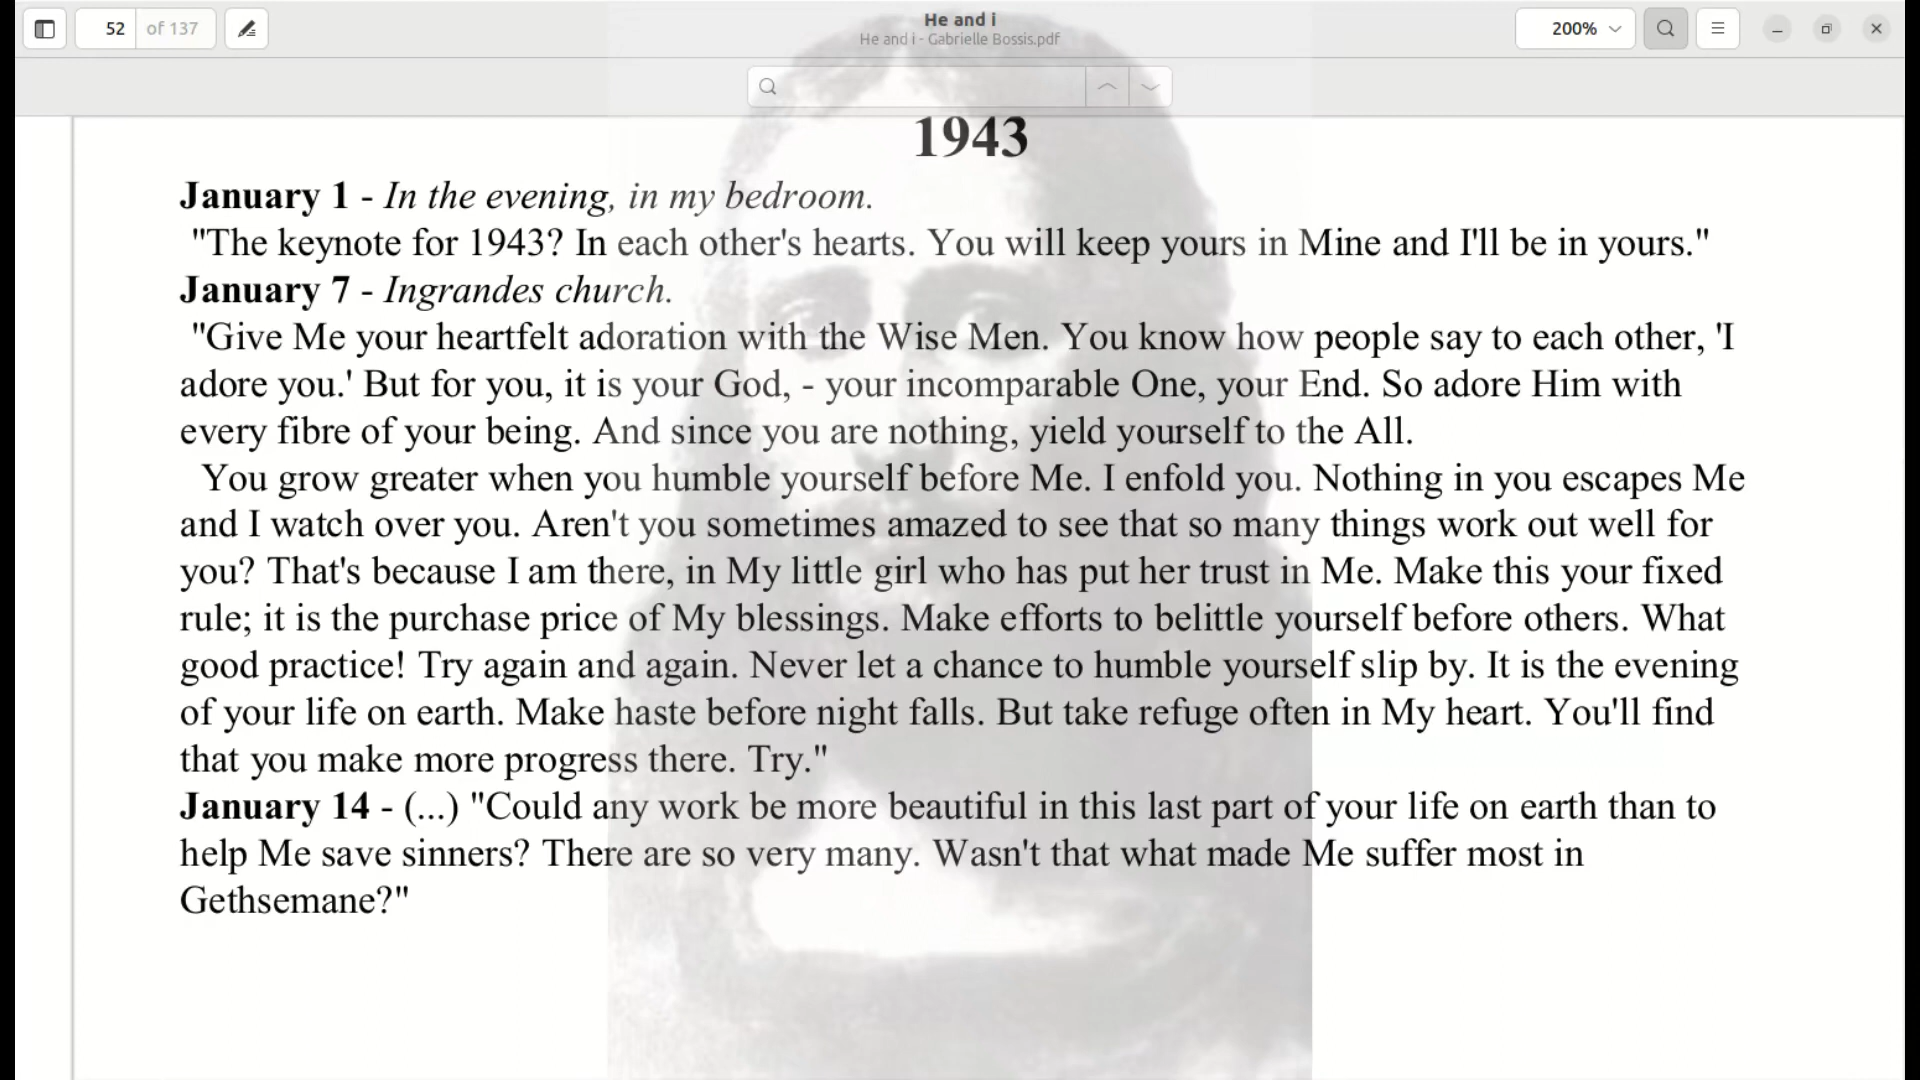 52 of 137
He and i
He and i - Gabrielle Bossis.pdf
200%
1943
January 1 - In the evening, in my bedroom.
"The keynote for 1943? In each other's hearts. You will keep yours in Mine and I'll be in yours."
January 7 - Ingrandes church.
"Give Me your heartfelt adoration with the Wise Men. You know how people say to each other, 'I
adore you.' But for you, it is your God, - your incomparable One, your End. So adore Him with
every fibre of your being. And since you are nothing, yield yourself to the All.
You grow greater when you humble yourself before Me. I enfold you. Nothing in you escapes Me
and I watch over you. Aren't you sometimes amazed to see that so many things work out well for
you? That's because I am there, in My little girl who has put her trust in Me. Make this your fixed
rule; it is the purchase price of My blessings. Make efforts to belittle yourself before others. What
good practice! Try again and again. Never let a chance to humble yourself slip by. It is the evening
of your life on earth. Make haste before night falls. But take refuge often in My heart. You'll find
that you make more progress there. Try."
January 14 - (...) "Could any work be more beautiful in this last part of your life on earth than to
help Me save sinners? There are so very many. Wasn't that what made Me suffer most in
Gethsemane?"